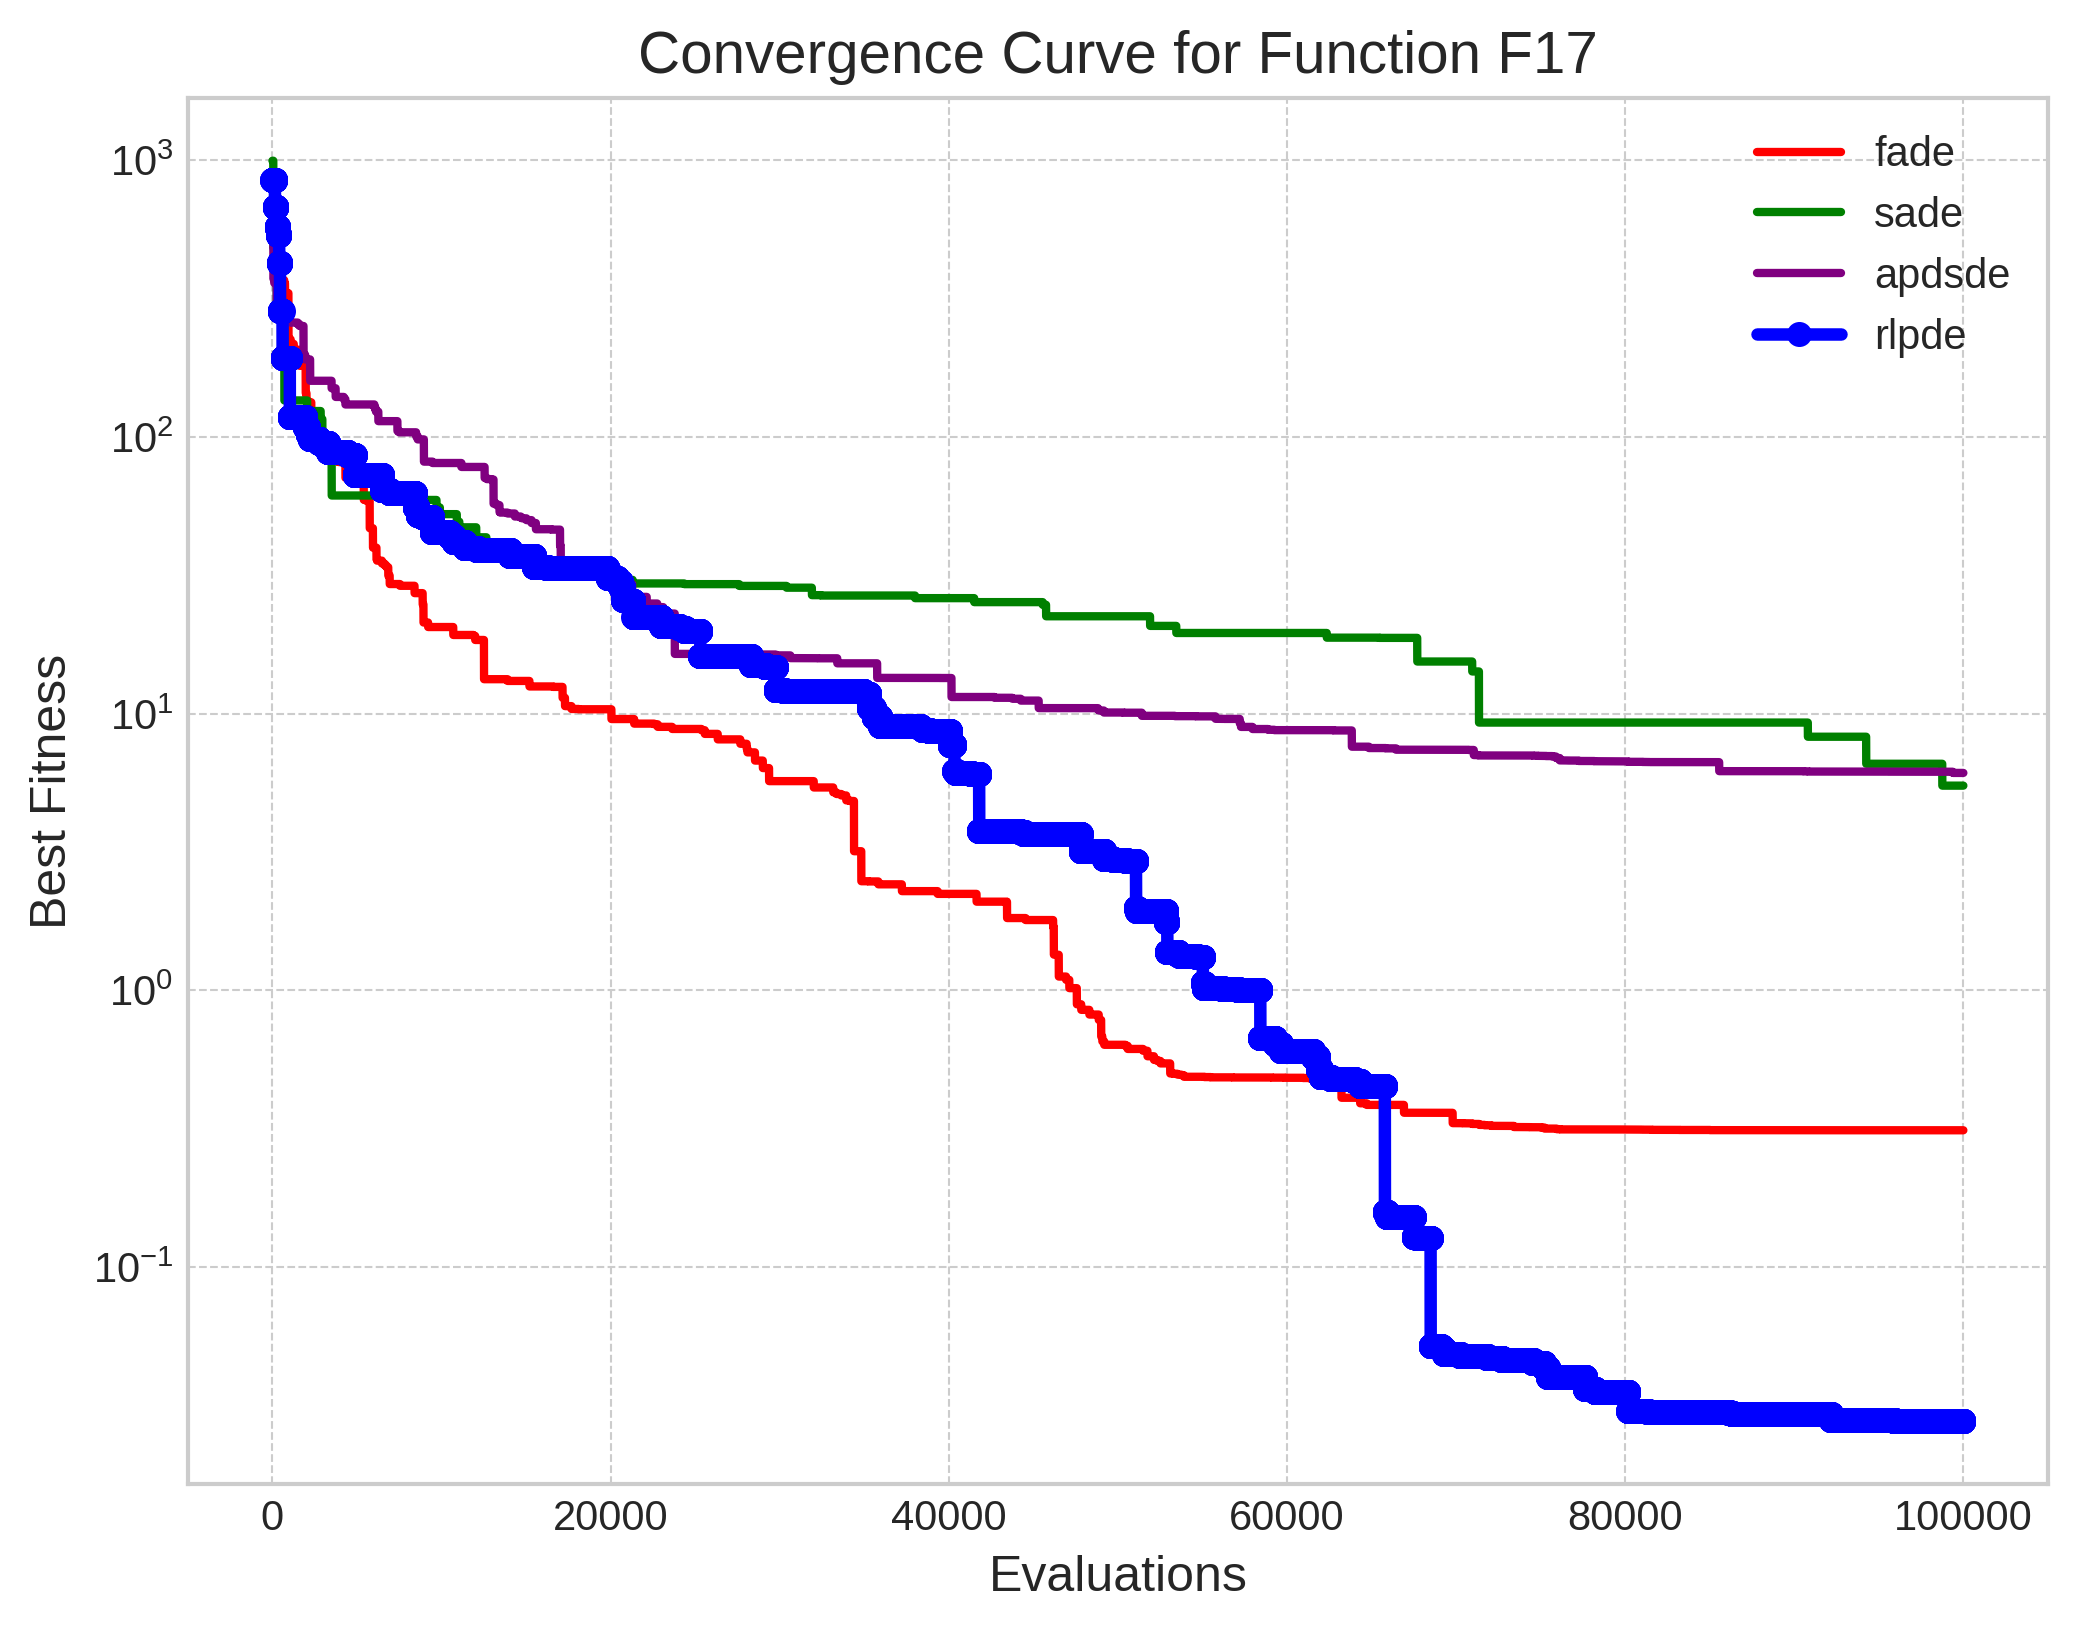 Convergence Curve for Function F17
fade
sade
apdsde
rlpde
10³
10²
10¹
10⁰
10⁻¹
Best Fitness
0 20000 40000 60000 80000 100000
Evaluations